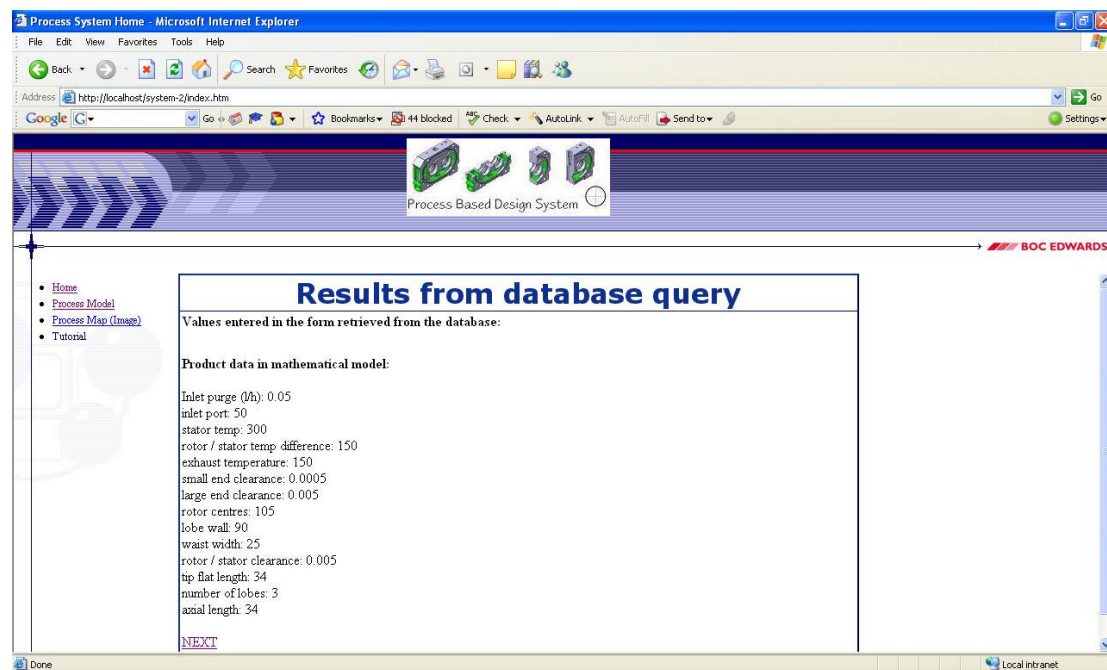 Process System Home - Microsoft Internet Explorer
File Edit View Favorites Tools Help
Back Search Favorites
Address http://localhost/system-2/index.htm Go
Google G Go Bookmarks 44 blocked ABC Check AutoLink AutoFill Send to Settings
Process Based Design System
BOC EDWARDS
Home
Process Model
Process Map (Image)
Tutorial
Results from database query
Values entered in the form retrieved from the database:
Product data in mathematical model:
Inlet purge (l/h): 0.05
inlet port: 50
stator temp: 300
rotor / stator temp difference: 150
exhaust temperature: 150
small end clearance: 0.0005
large end clearance: 0.005
rotor centres: 105
lobe wall: 90
waist width: 25
rotor / stator clearance: 0.005
tip flat length: 34
number of lobes: 3
axial length: 34
NEXT
Done Local intranet